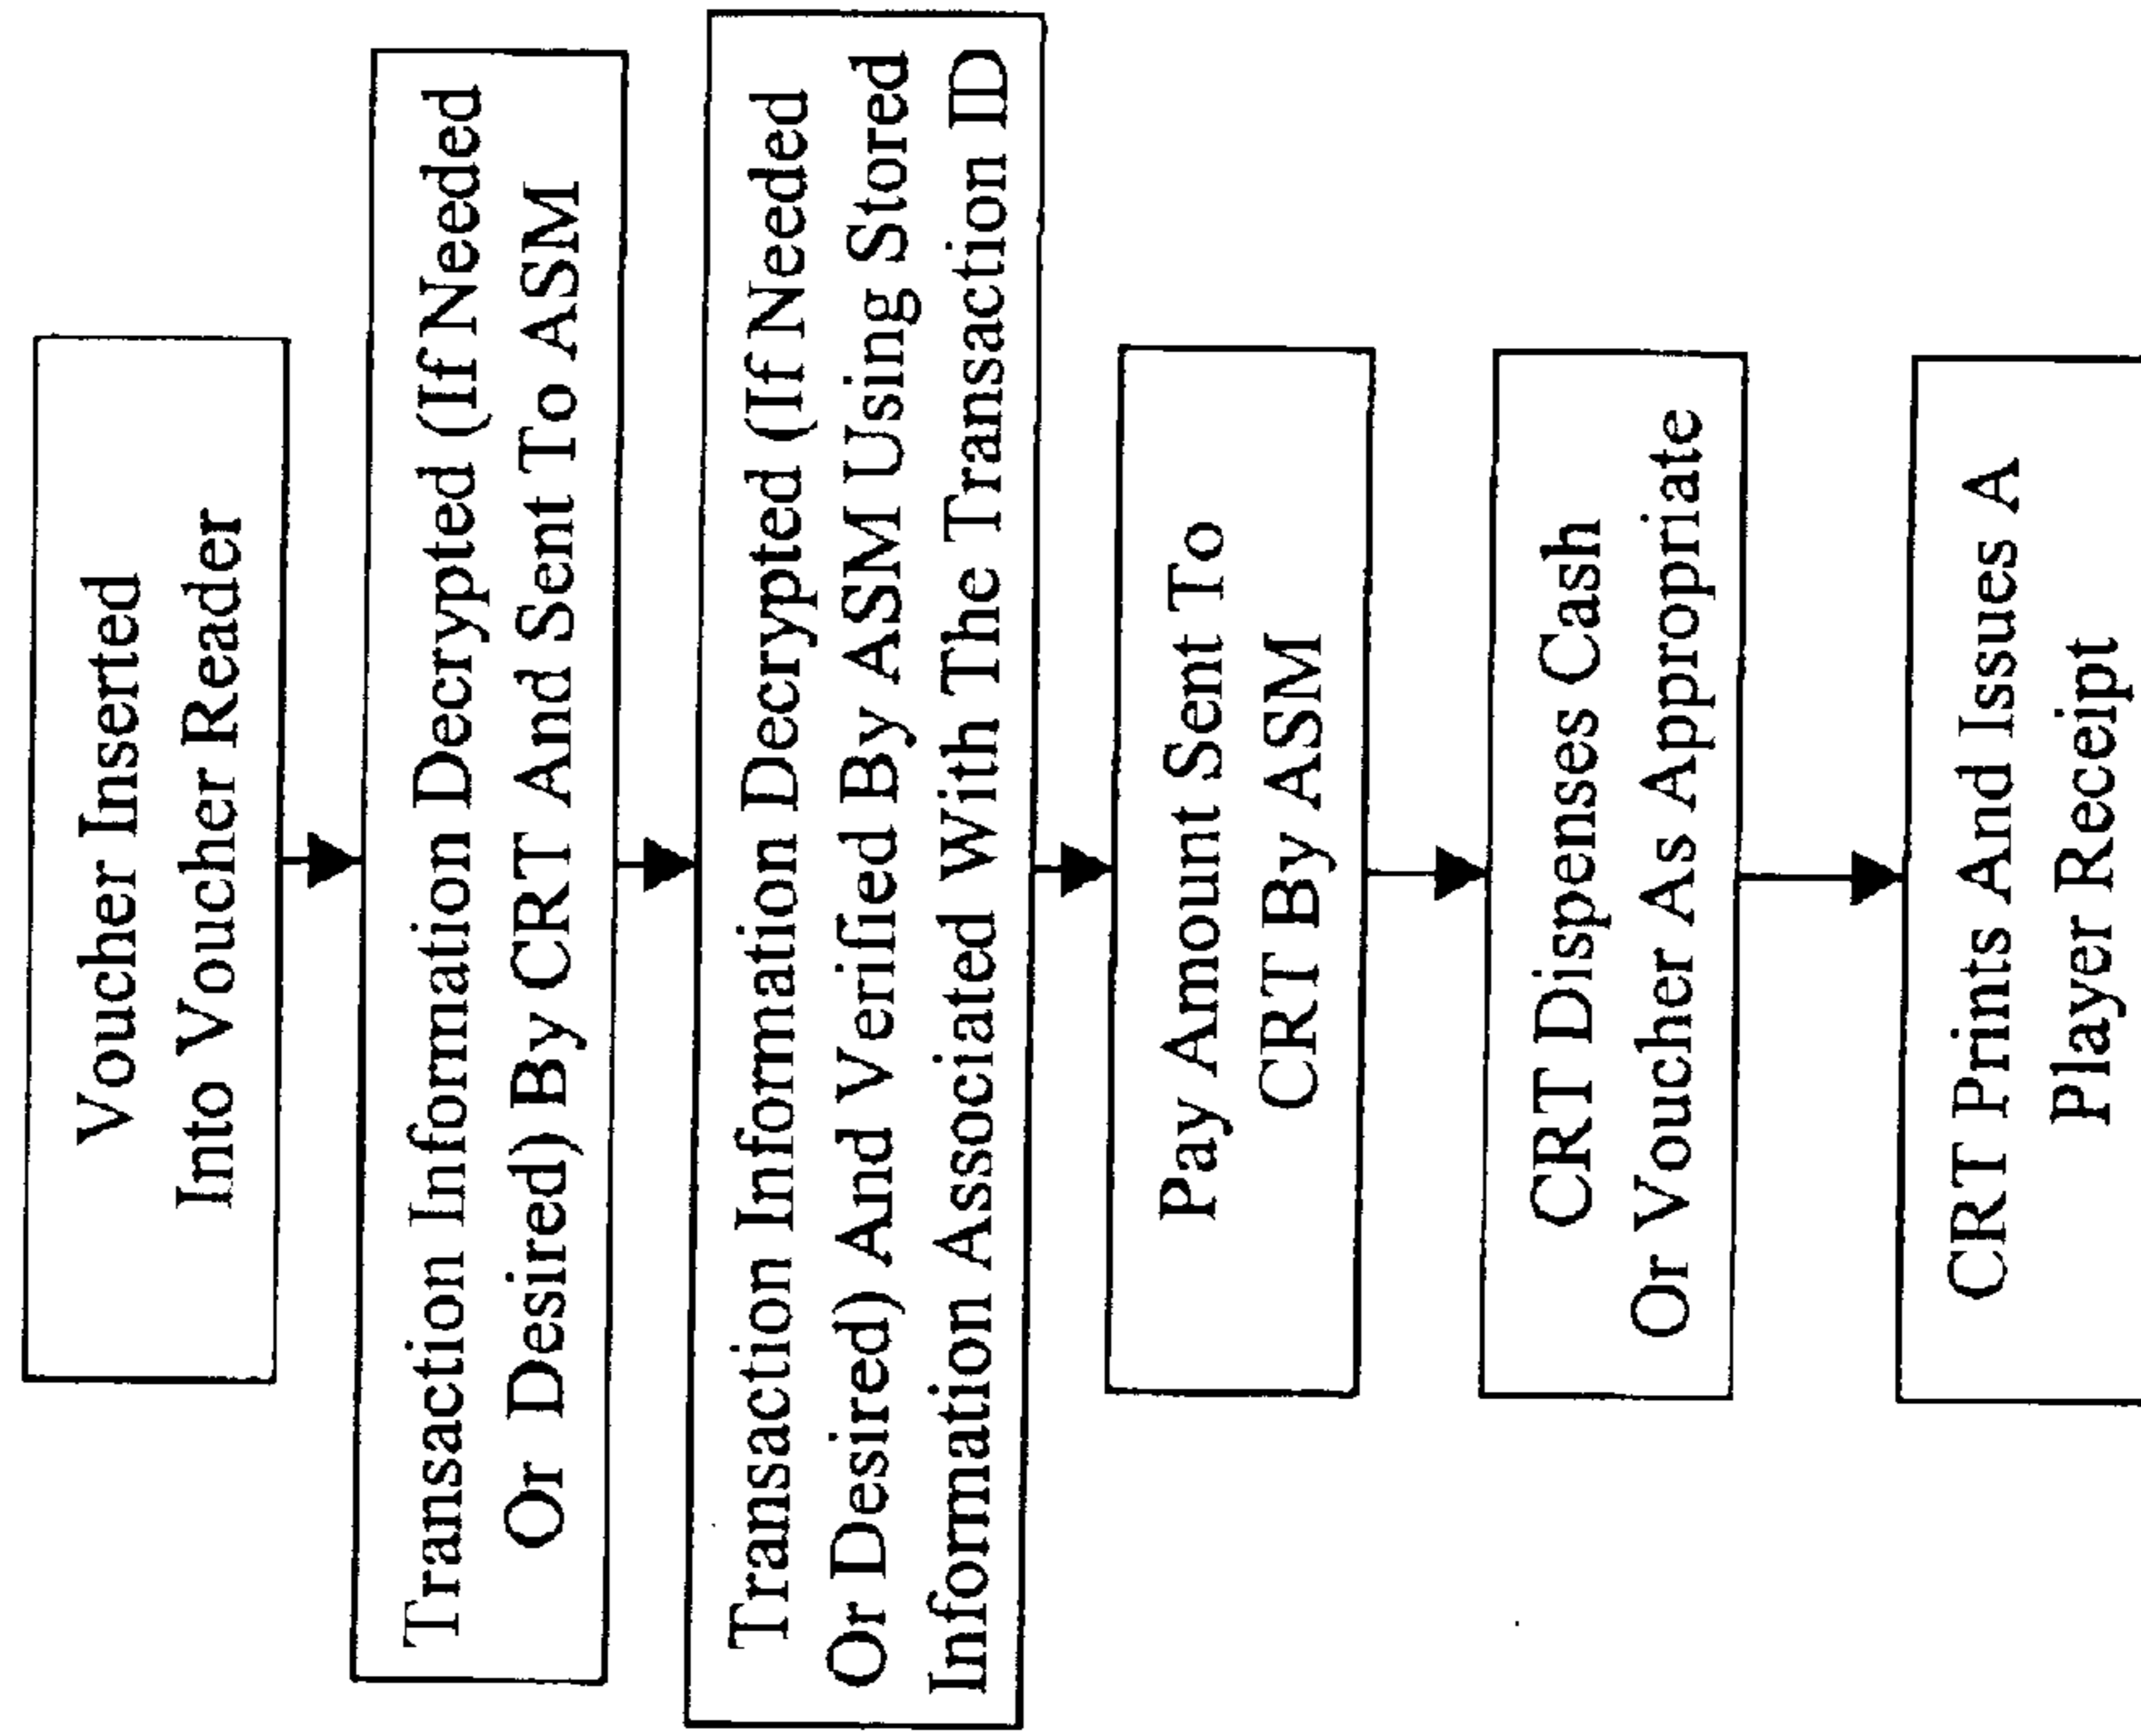 Voucher Inserted
Into Voucher Reader
Transaction Information Decrypted (If Needed
Or Desired) By CRT And Sent To ASM
Transaction Information Decrypted (If Needed
Or Desired) And Verified By ASM Using Stored
Information Associated With The Transaction ID
Pay Amount Sent To
CRT By ASM
CRT Dispenses Cash
Or Voucher As Appropriate
CRT Prints And Issues A
Player Receipt